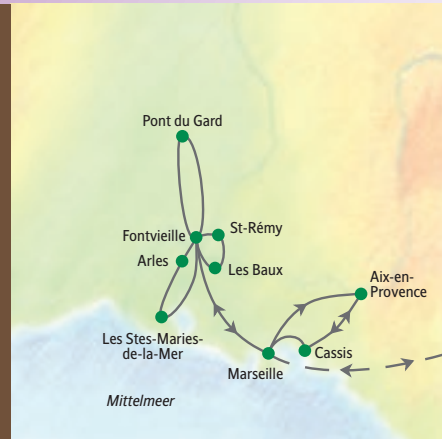 Pont du Gard
St-Rémy
Fontvieille
Arles
Les Baux
Aix-en-
Provence
Les Stes-Maries-
de-la-Mer
Cassis
Marseille
Mittelmeer